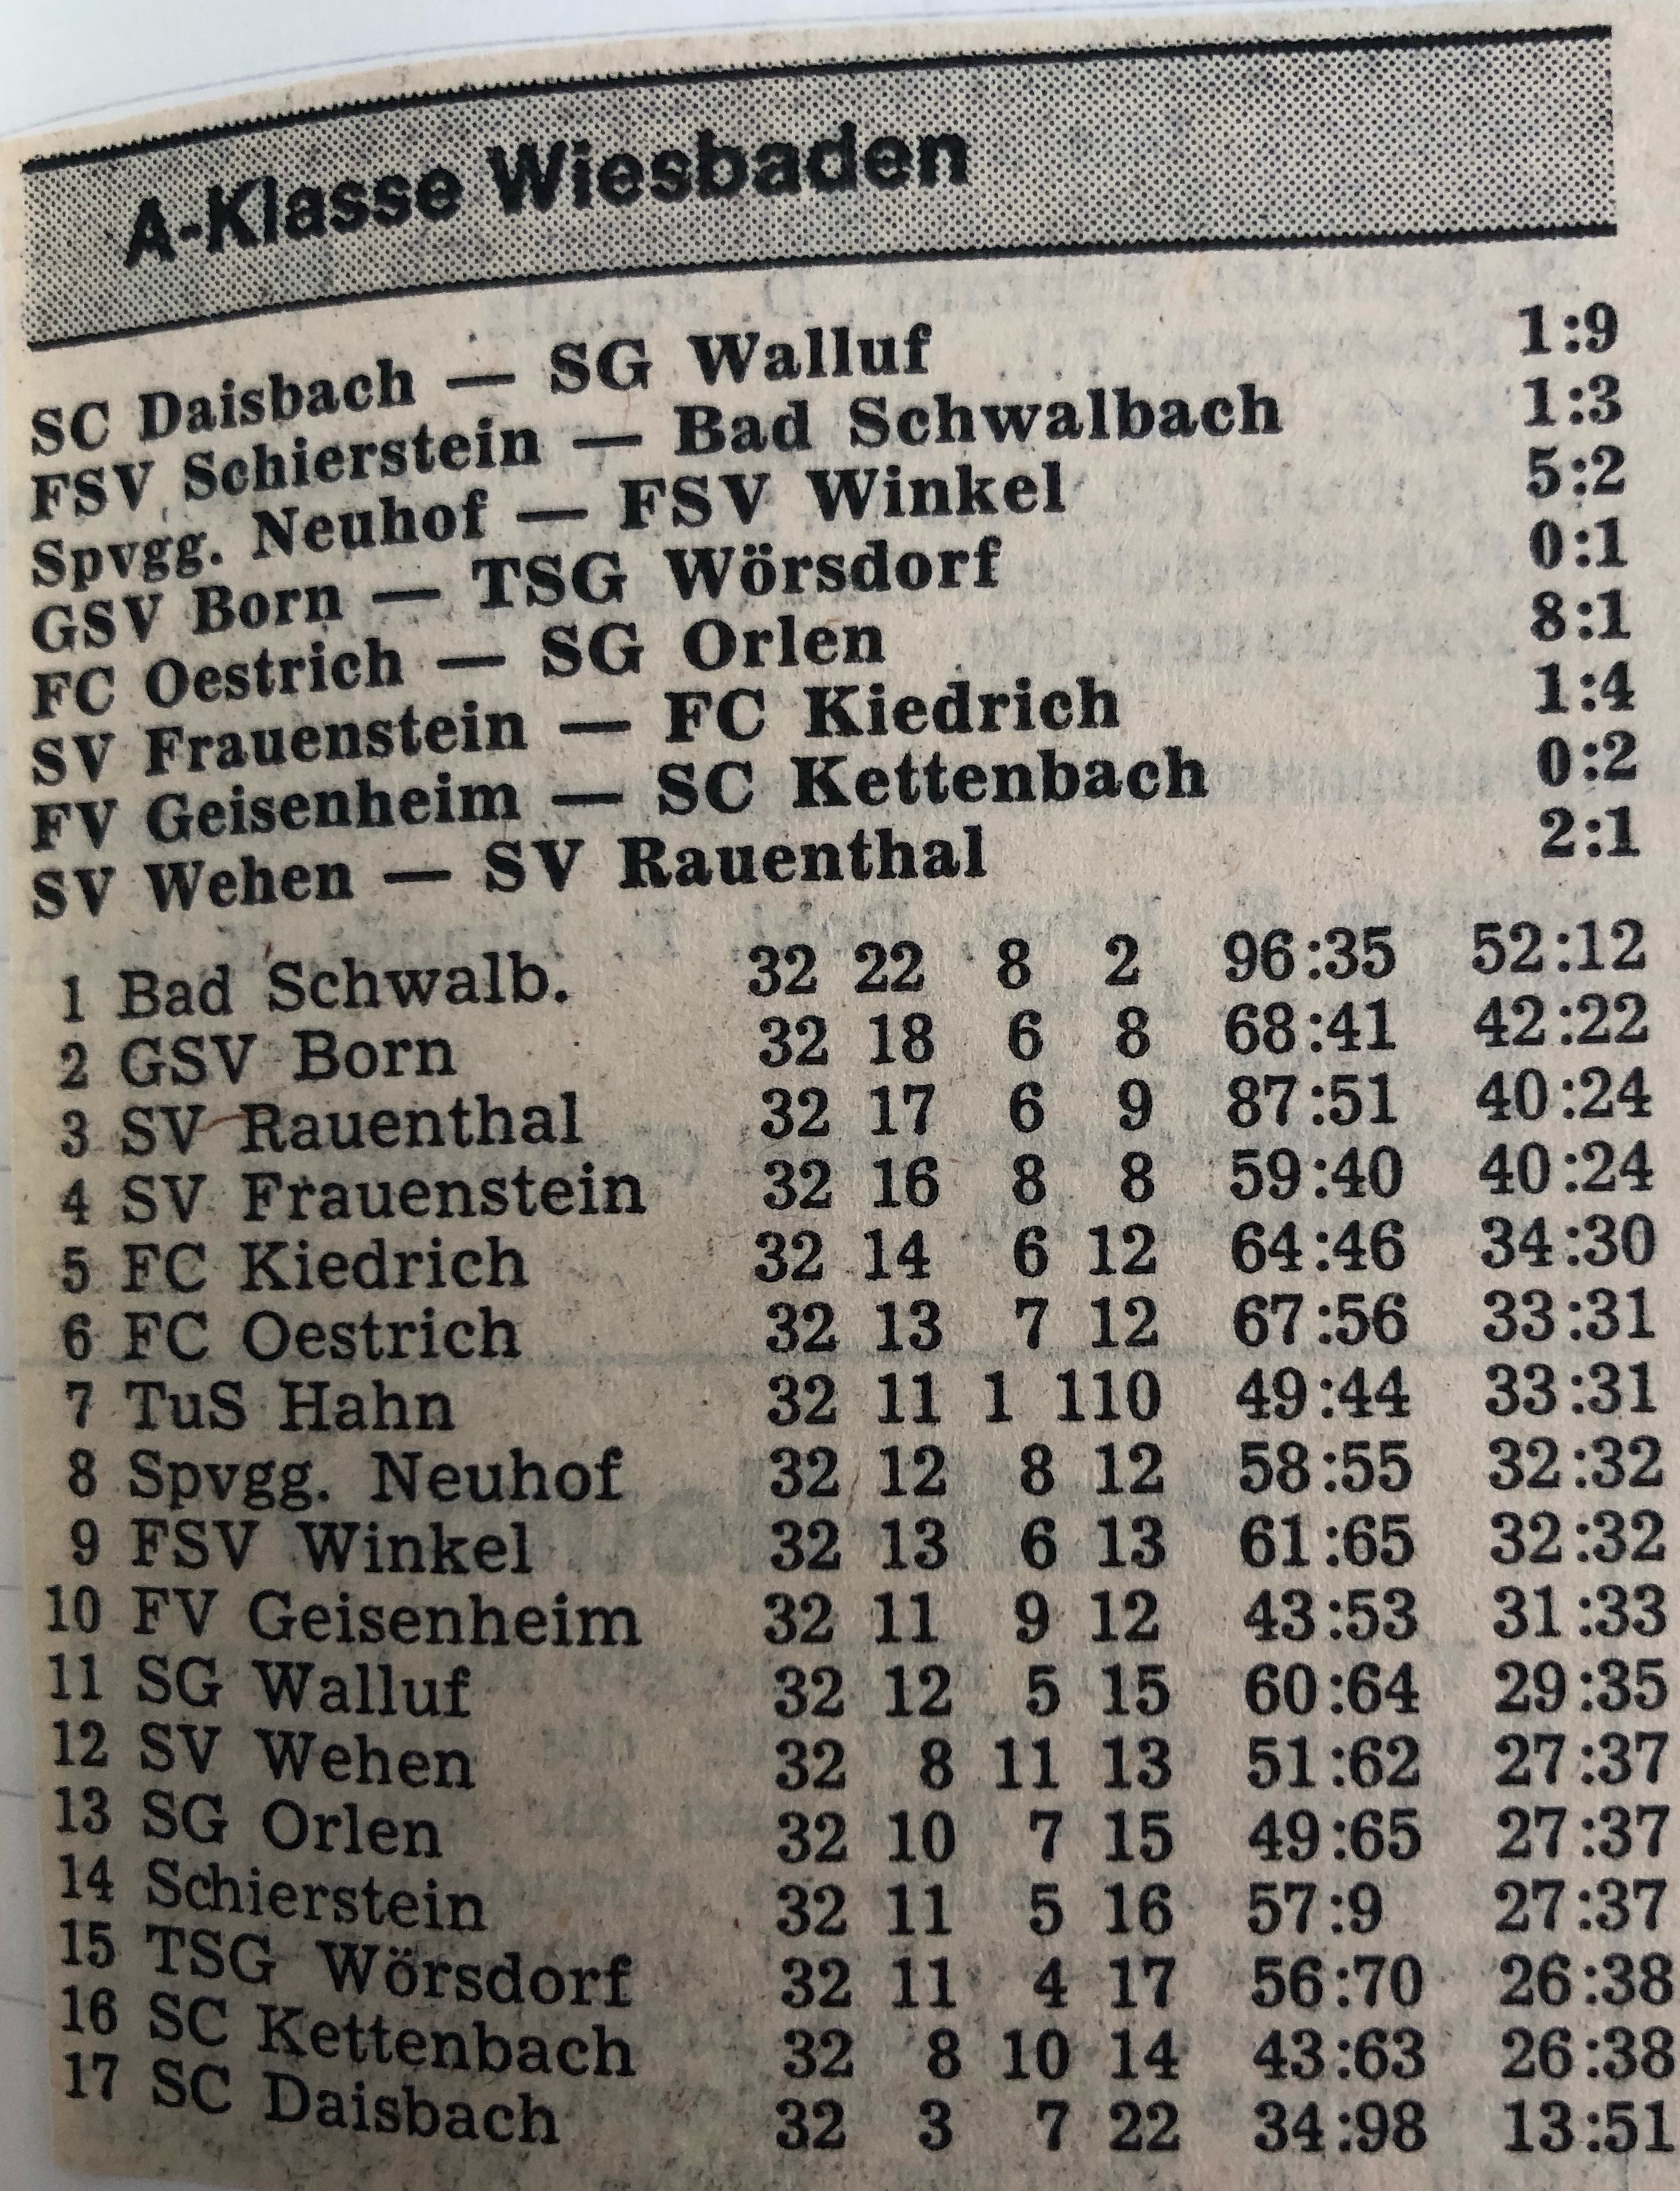 A-Klasse Wiesbaden
SC Daisbach — SG Walluf 1:9
FSV Schierstein — Bad Schwalbach 1:3
Spvgg. Neuhof — FSV Winkel 5:2
GSV Born — TSG Wörsdorf 0:1
FC Oestrich — SG Orlen 8:1
SV Frauenstein — FC Kiedrich 1:4
FV Geisenheim — SC Kettenbach 0:2
SV Wehen — SV Rauenthal 2:1
1 Bad Schwalb. 32 22 8 2 96:35 52:12
2 GSV Born 32 18 6 8 68:41 42:22
3 SV Rauenthal 32 17 6 9 87:51 40:24
4 SV Frauenstein 32 16 8 8 59:40 40:24
5 FC Kiedrich 32 14 6 12 64:46 34:30
6 FC Oestrich 32 13 7 12 67:56 33:31
7 TuS Hahn 32 11 1 110 49:44 33:31
8 Spvgg. Neuhof 32 12 8 12 58:55 32:32
9 FSV Winkel 32 13 6 13 61:65 32:32
10 FV Geisenheim 32 11 9 12 43:53 31:33
11 SG Walluf 32 12 5 15 60:64 29:35
12 SV Wehen 32 8 11 13 51:62 27:37
13 SG Orlen 32 10 7 15 49:65 27:37
14 Schierstein 32 11 5 16 57:9 27:37
15 TSG Wörsdorf 32 11 4 17 56:70 26:38
16 SC Kettenbach 32 8 10 14 43:63 26:38
17 SC Daisbach 32 3 7 22 34:98 13:51